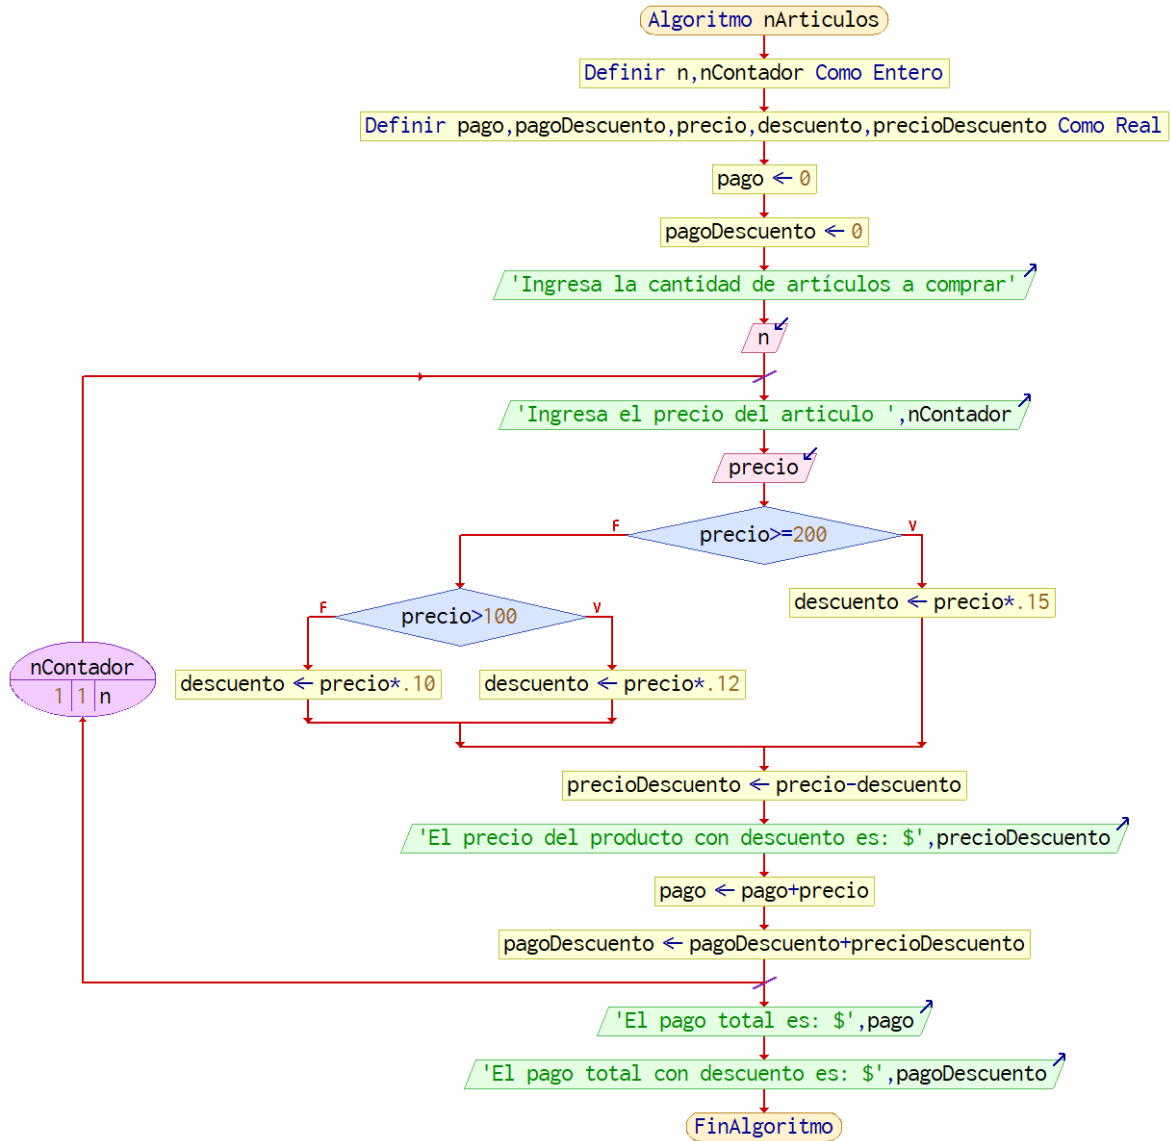 Algoritmo nArticulos
Definir n,nContador Como Entero
Definir pago,pagoDescuento,precio,descuento,precioDescuento Como Real
pago ← 0
pagoDescuento ← 0
'Ingresa la cantidad de artículos a comprar'
n
'Ingresa el precio del articulo ',nContador
precio
F
precio>=200
V
descuento ← precio*.15
F
precio>100
V
descuento ← precio*.10
descuento ← precio*.12
nContador
1 1 n
precioDescuento ← precio-descuento
'El precio del producto con descuento es: $',precioDescuento
pago ← pago+precio
pagoDescuento ← pagoDescuento+precioDescuento
'El pago total es: $',pago
'El pago total con descuento es: $',pagoDescuento
FinAlgoritmo